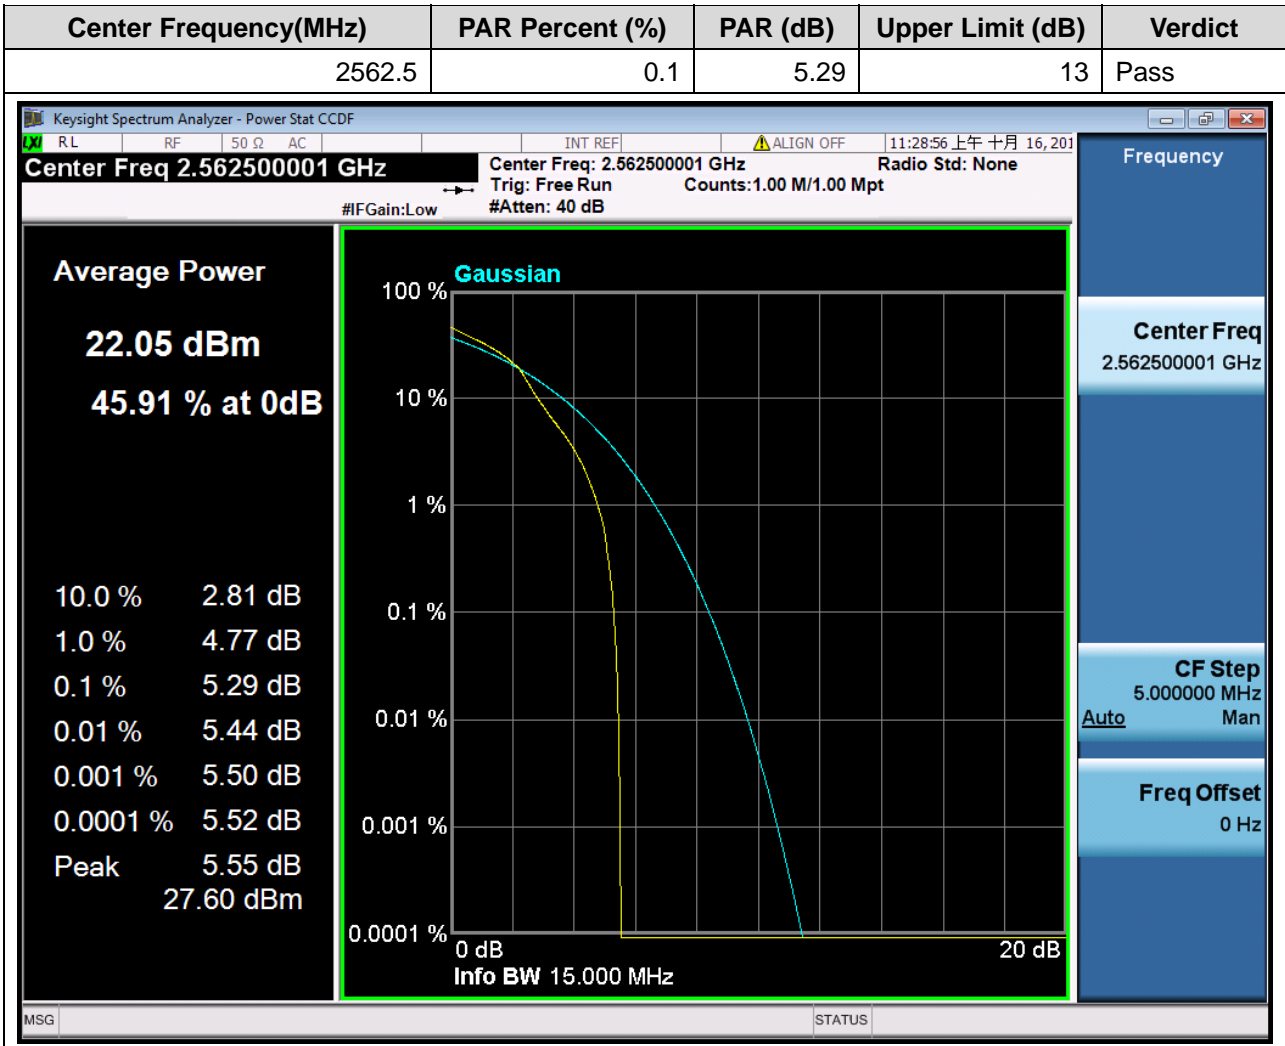 Center Frequency(MHz) PAR Percent (%) PAR (dB) Upper Limit (dB) Verdict
2562.5 0.1 5.29 13 Pass
Keysight Spectrum Analyzer - Power Stat CCDF
LXI RL RF 50 Ω AC INT REF ALIGN OFF 11:28:56 上午 十月 16, 201
Center Freq 2.562500001 GHz
Center Freq: 2.562500001 GHz Radio Std: None
Trig: Free Run Counts:1.00 M/1.00 Mpt
#IFGain:Low #Atten: 40 dB
Frequency
Average Power
22.05 dBm
45.91 % at 0dB
10.0 % 2.81 dB
1.0 % 4.77 dB
0.1 % 5.29 dB
0.01 % 5.44 dB
0.001 % 5.50 dB
0.0001 % 5.52 dB
Peak 5.55 dB
27.60 dBm
Gaussian
100 %
10 %
1 %
0.1 %
0.01 %
0.001 %
0.0001 %
0 dB 20 dB
Info BW 15.000 MHz
Center Freq
2.562500001 GHz
CF Step
5.000000 MHz
Auto Man
Freq Offset
0 Hz
MSG STATUS